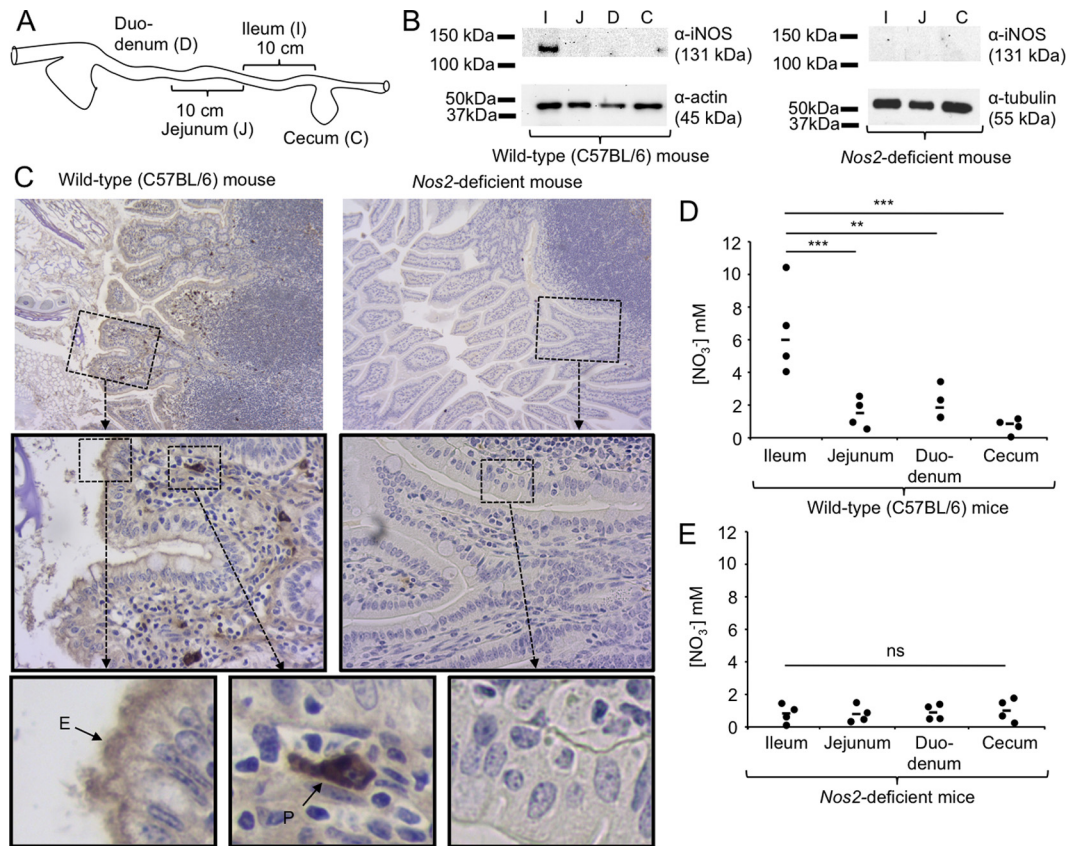 A
Duo-
denum (D)
Ileum (I)
10 cm
10 cm
Jejunum (J)
Cecum (C)
B
I J D C
150 kDa
100 kDa
50kDa
37kDa
α-iNOS
(131 kDa)
α-actin
(45 kDa)
Wild-type (C57BL/6) mouse
I J C
150 kDa
100 kDa
50kDa
37kDa
α-iNOS
(131 kDa)
α-tubulin
(55 kDa)
Nos2-deficient mouse
C
Wild-type (C57BL/6) mouse
Nos2-deficient mouse
E
P
D
[NO₃⁻] mM
12
10
8
6
4
2
0
***
**
***
Ileum Jejunum Duo- Cecum
denum
Wild-type (C57BL/6) mice
E
[NO₃⁻] mM
12
10
8
6
4
2
0
ns
Ileum Jejunum Duo- Cecum
denum
Nos2-deficient mice